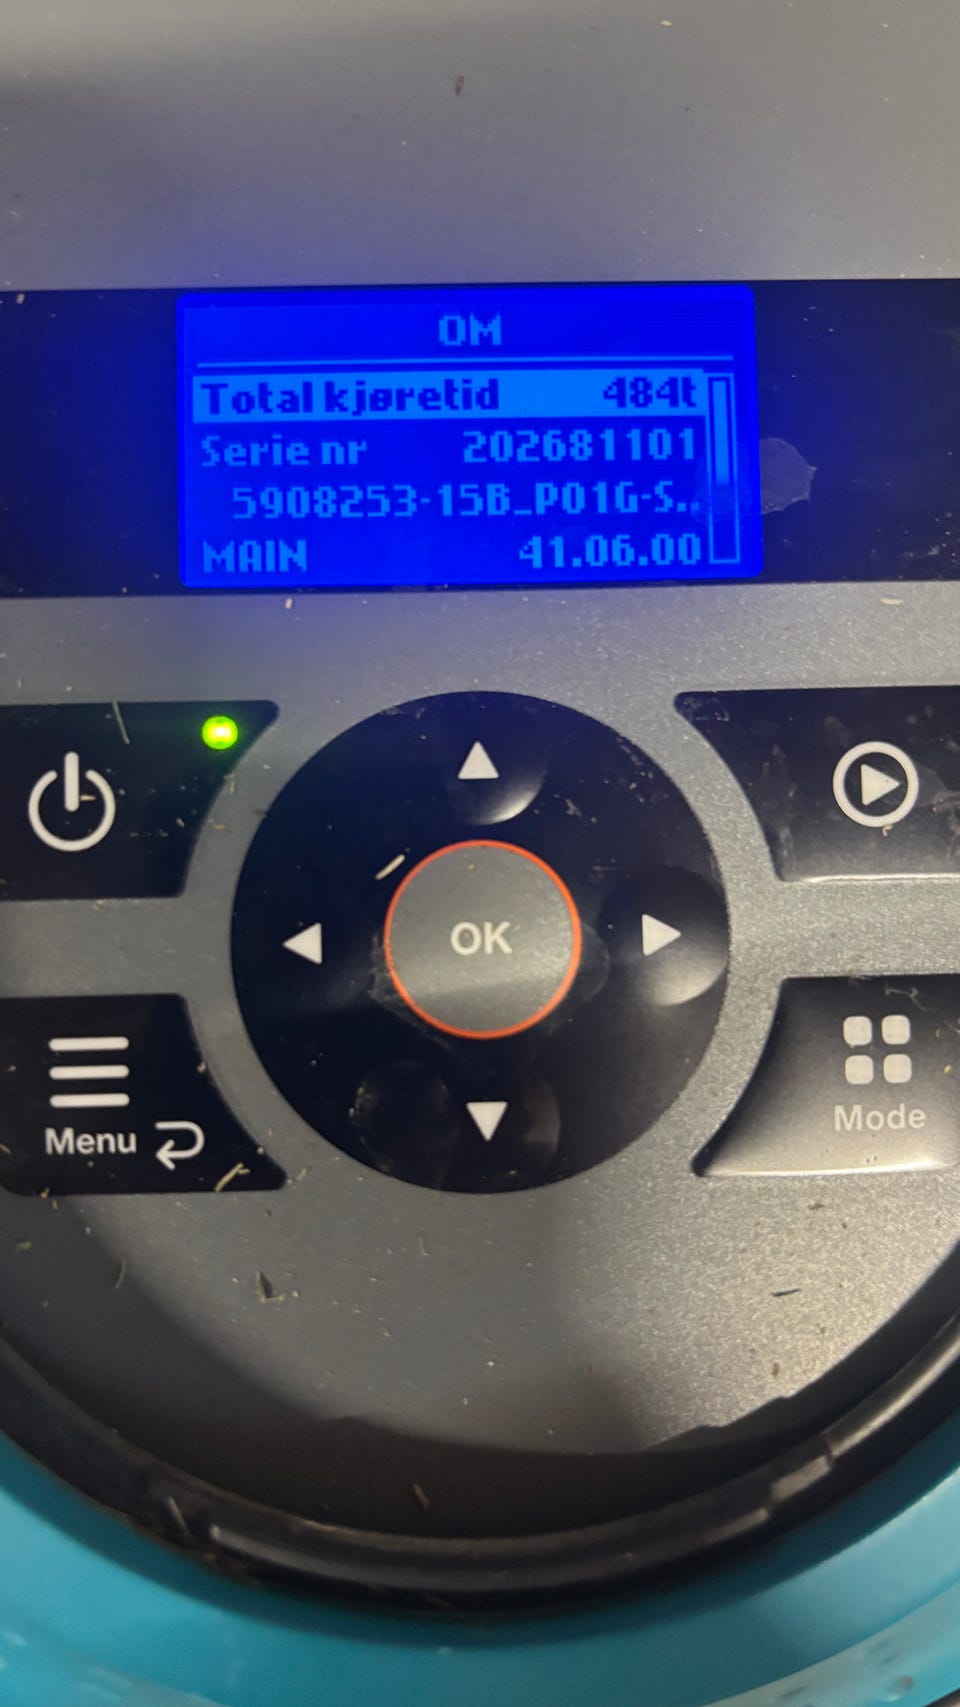 OM
Total kjøretid 484t
Serie nr 202681101
5908253-15B_P01G-S..
MAIN 41.06.00
OK
Menu
Mode